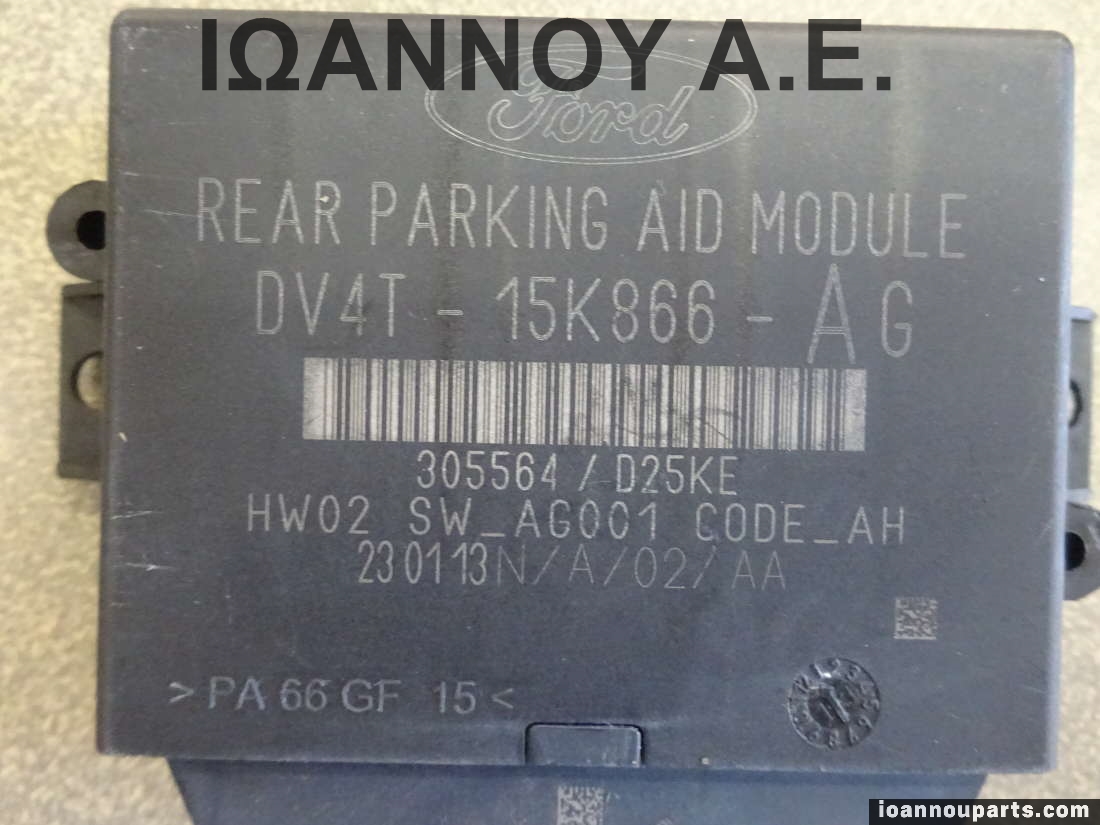 ΙΩΑΝΝΟΥ Α.Ε.
Ford
REAR PARKING AID MODULE
DV4T - 15K866 - AG
305564 / D25KE
HW02 SW_AG001 CODE_AH
230113N/A/02/AA
>PA 66 GF 15<
ioannouparts.com